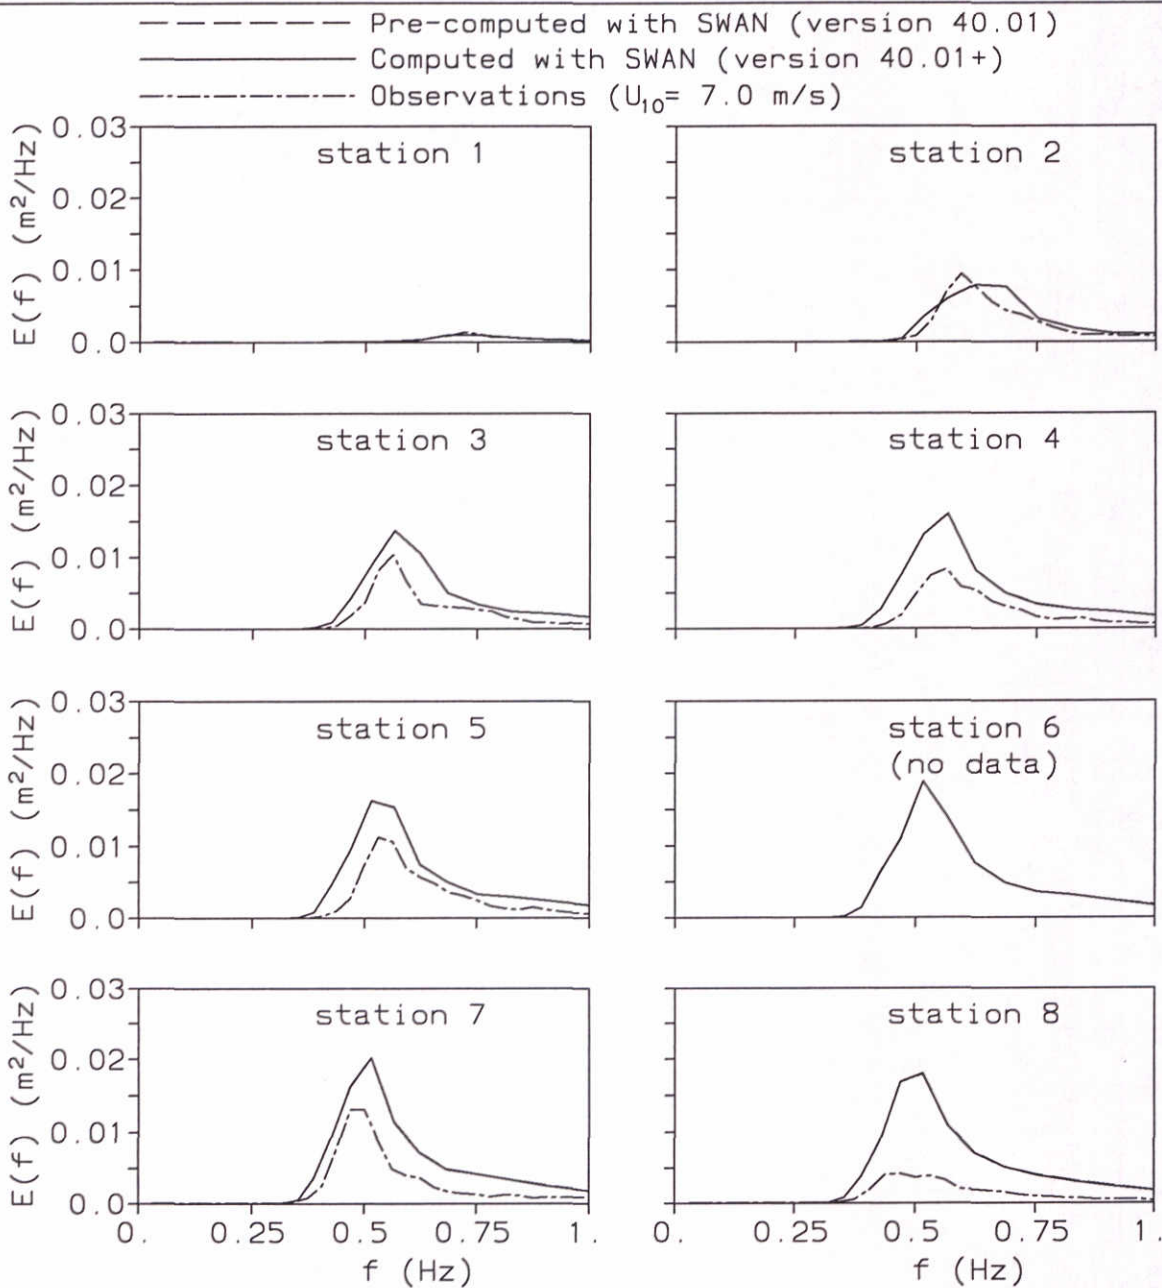 Pre-computed with SWAN (version 40.01)
Computed with SWAN (version 40.01+)
Observations (U₁₀= 7.0 m/s)
station 1
station 2
E(f) (m²/Hz)
0.03
0.02
0.01
0.0
station 3
station 4
E(f) (m²/Hz)
0.03
0.02
0.01
0.0
station 5
station 6
(no data)
E(f) (m²/Hz)
0.03
0.02
0.01
0.0
station 7
station 8
E(f) (m²/Hz)
0.03
0.02
0.01
0.0
0. 0.25 0.5 0.75 1.
0. 0.25 0.5 0.75 1.
f (Hz)
f (Hz)